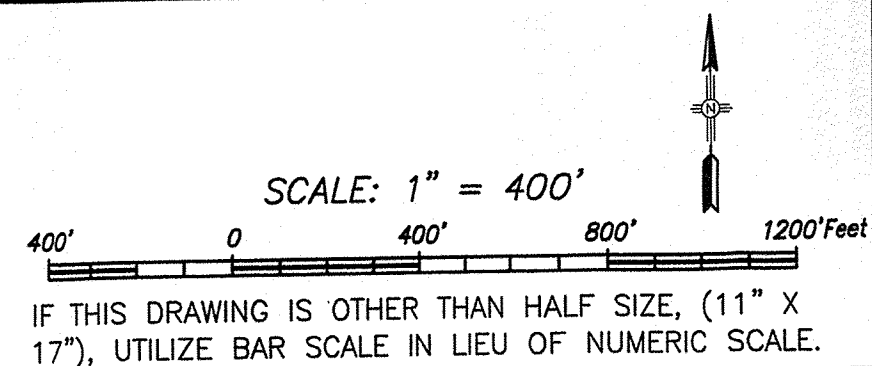 N
SCALE: 1" = 400'
400' 0 400' 800' 1200'Feet
IF THIS DRAWING IS OTHER THAN HALF SIZE, (11" X
17"), UTILIZE BAR SCALE IN LIEU OF NUMERIC SCALE.